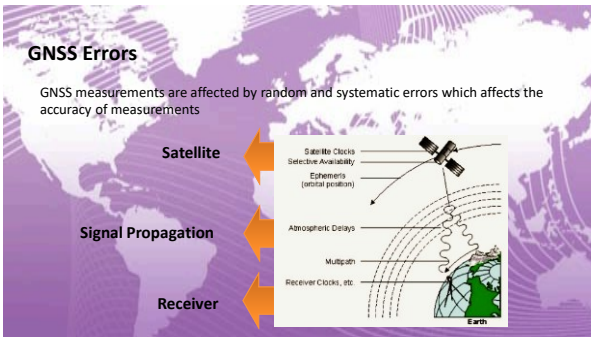 GNSS Errors
GNSS measurements are affected by random and systematic errors which affects the
accuracy of measurements
Satellite
Satellite Clocks
Selective Availability
Ephemeris
(orbital position)
Signal Propagation
Atmospheric Delays
Multipath
Receiver
Receiver Clocks, etc.
Earth